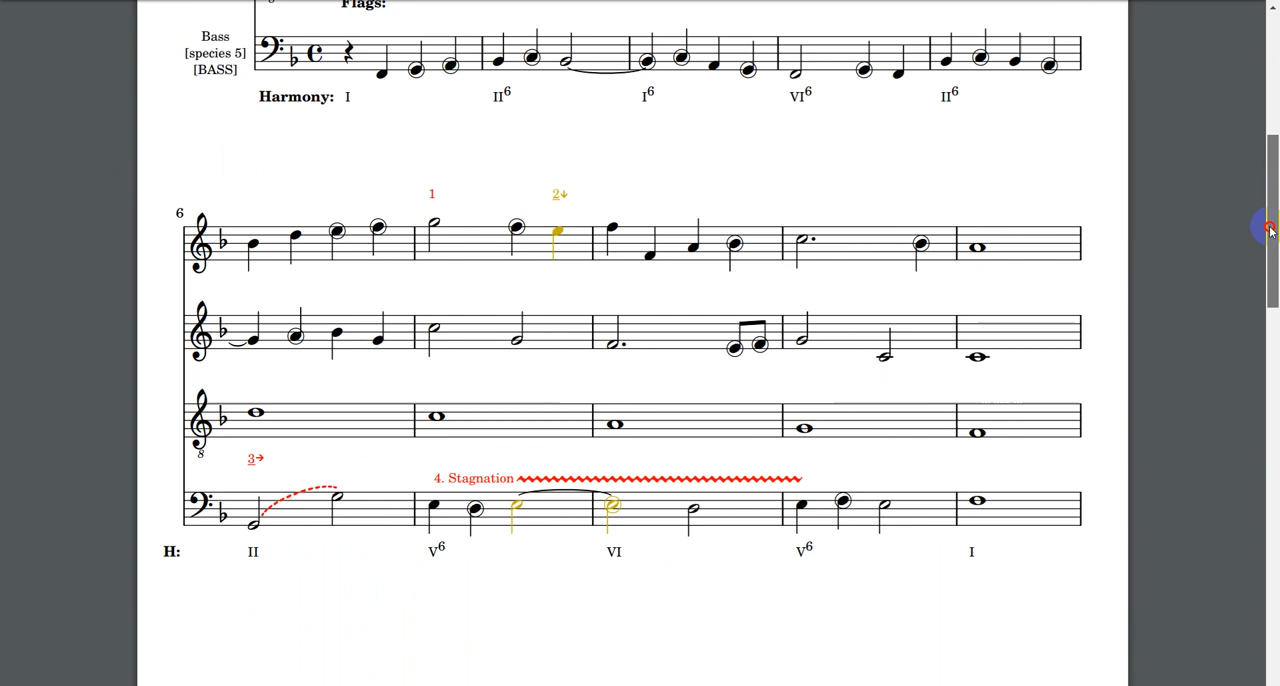 Flags:
Bass
[species 5]
[BASS]
Harmony: I II6 I6 VI6 II6
6
1 2↓
8
3→
4. Stagnation
H: II V6 VI V6 I